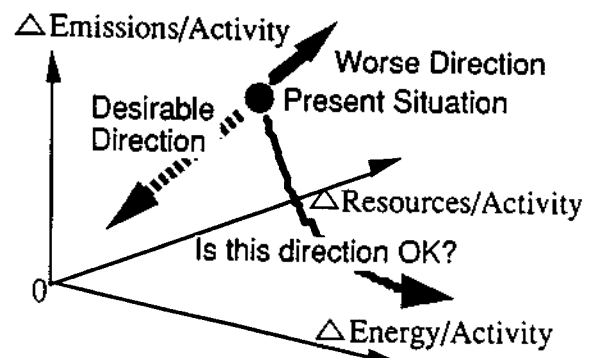 △Emissions/Activity
Worse Direction
Desirable
Direction
Present Situation
△Resources/Activity
Is this direction OK?
0
△Energy/Activity